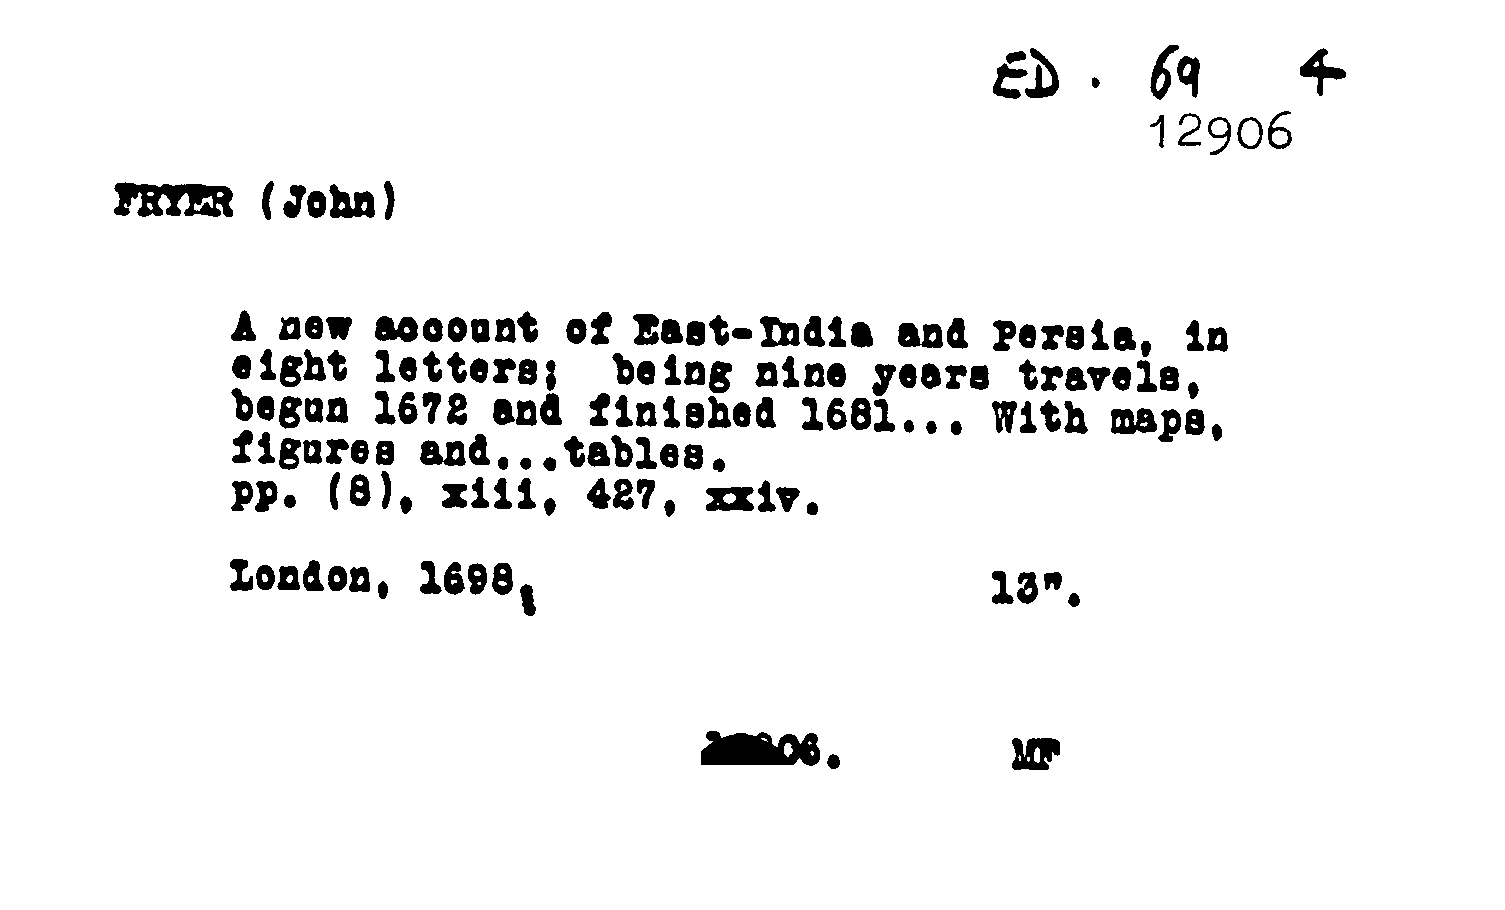 ED. 69 4
12906
FRYER (John)
A new account of East-India and Persia, in
eight letters; being nine years travels,
begun 1672 and finished 1681... With maps,
figures and...tables.
pp. (8), xiii, 427, xxiv.
London, 1698, 13".
MF